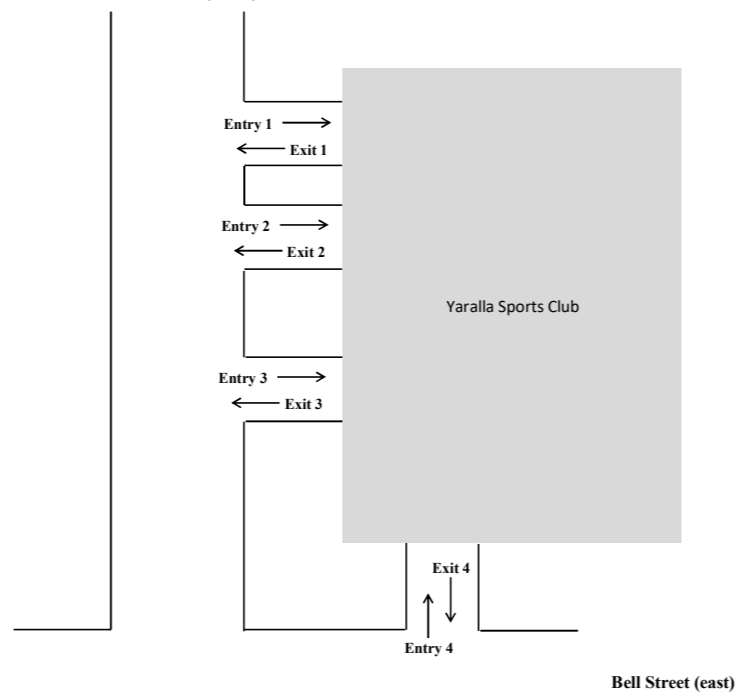 Entry 1
Exit 1
Entry 2
Exit 2
Yaralla Sports Club
Entry 3
Exit 3
Exit 4
Entry 4
Bell Street (east)